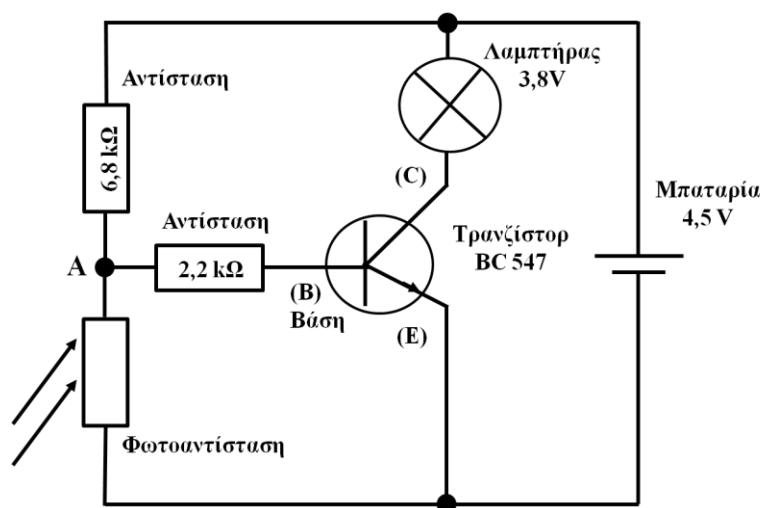 Λαμπτήρας
3,8V
Αντίσταση
6,8 kΩ
(C)
Μπαταρία
4,5 V
Αντίσταση
Τρανζίστορ
BC 547
A
2,2 kΩ
(B)
Βάση
(E)
Φωτοαντίσταση